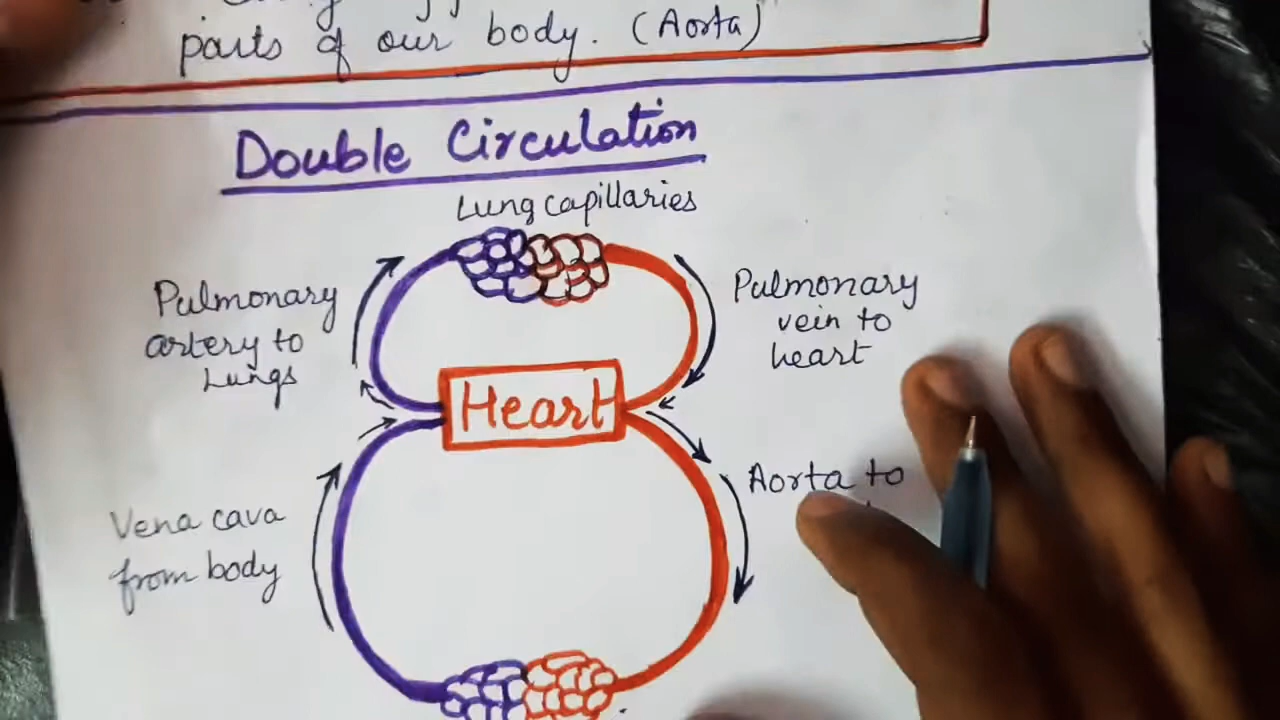 parts of our body. (Aorta)
Double Circulation
Lung capillaries
Pulmonary
artery to
Lungs
Pulmonary
vein to
heart
Heart
Aorta to
Vena cava
from body